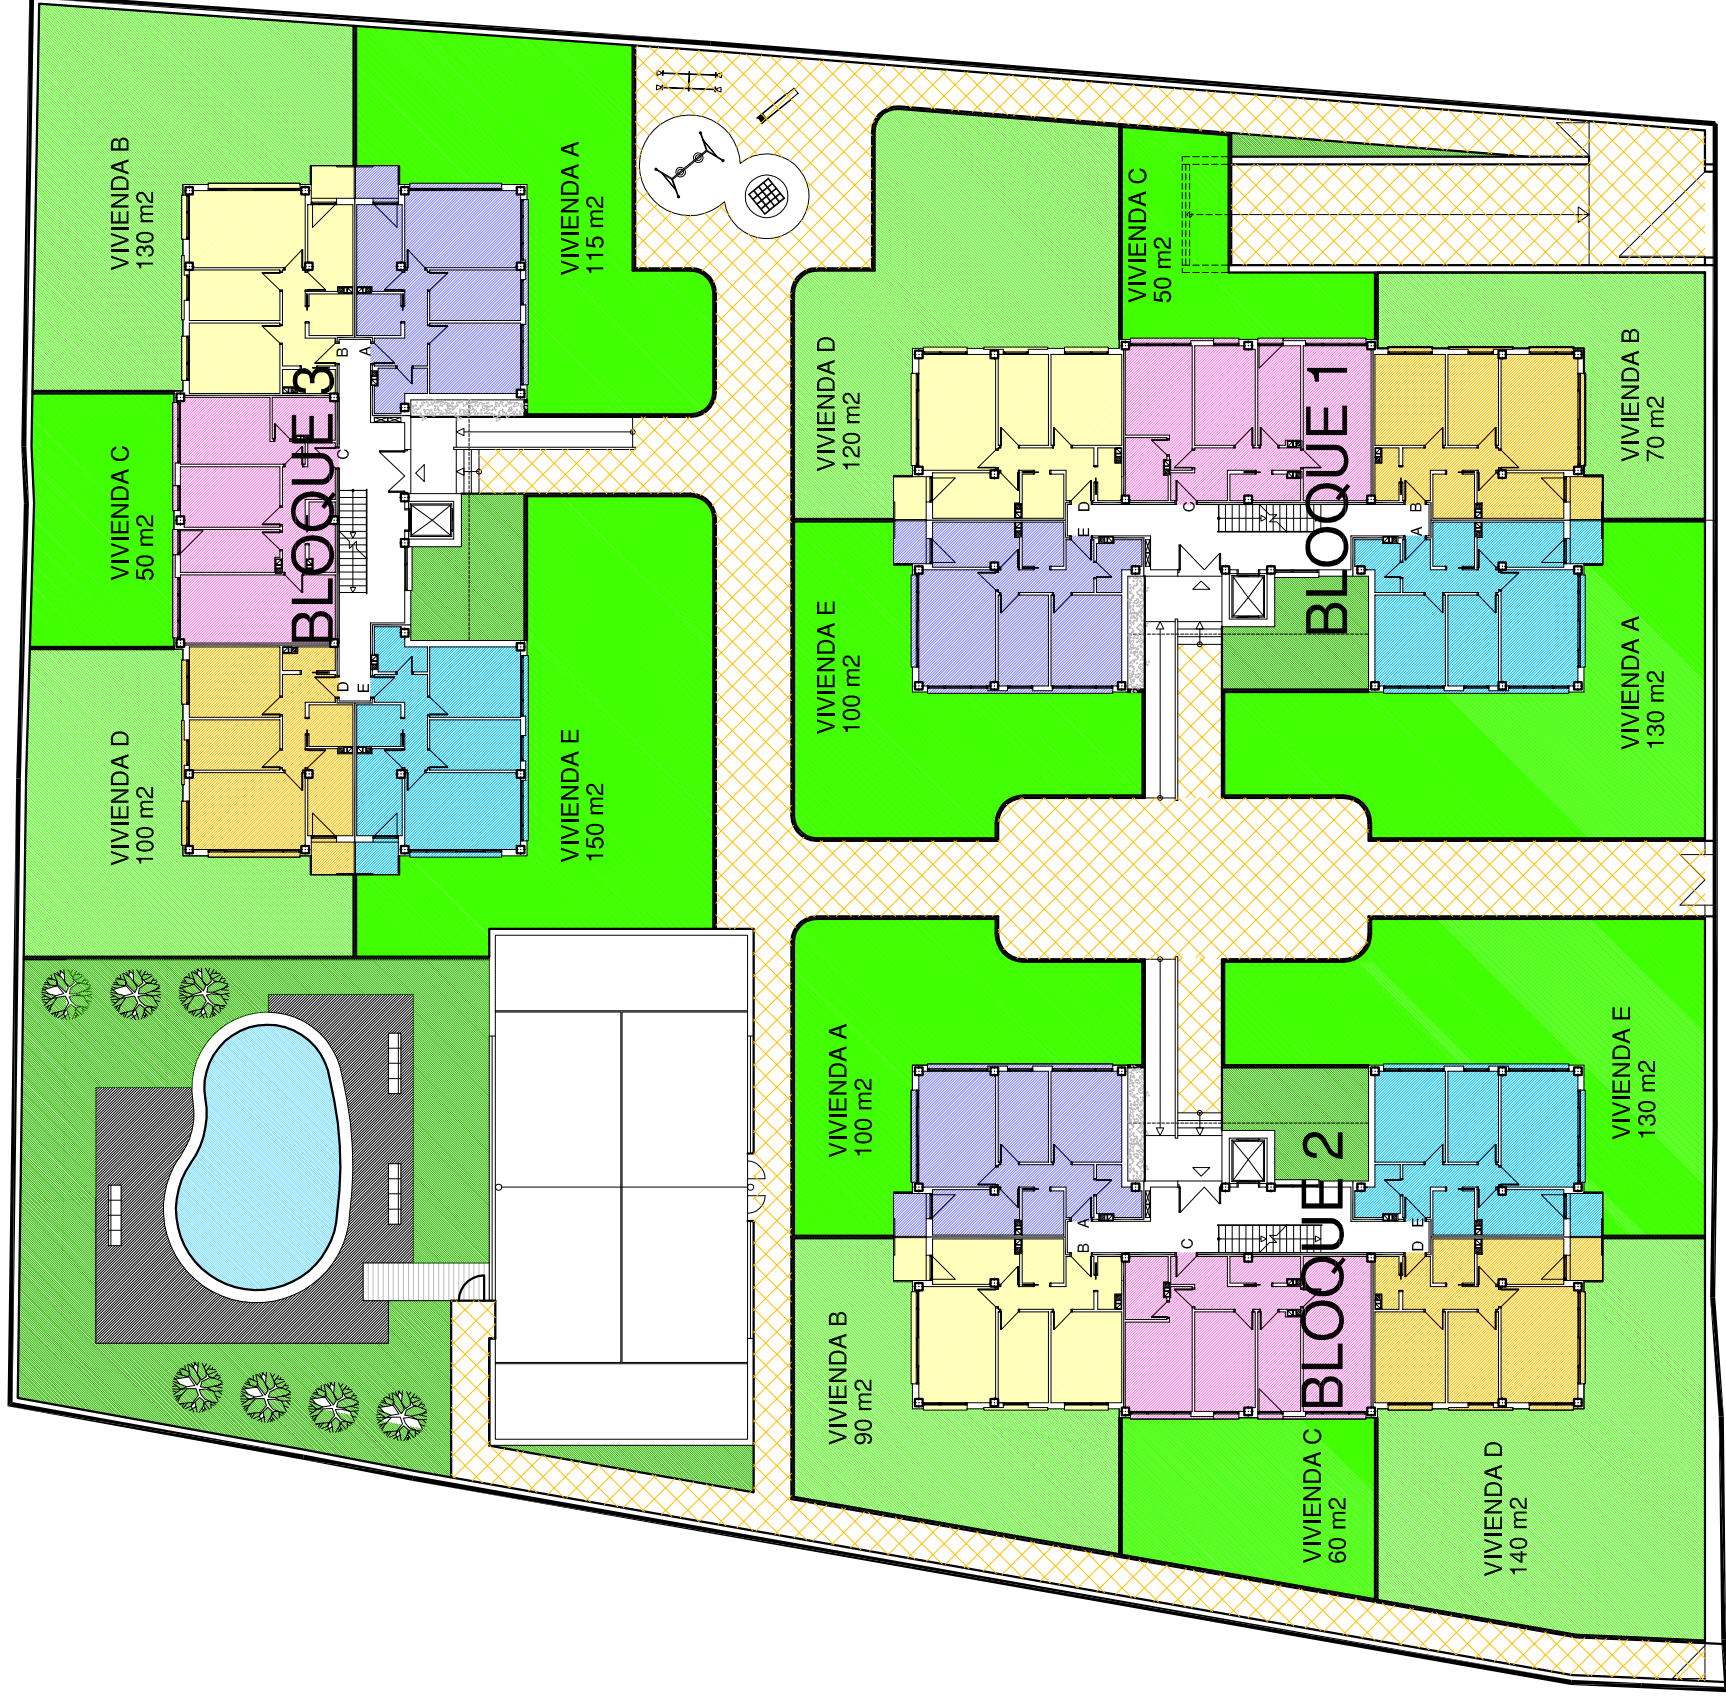 VIVIENDA B
130 m2
VIVIENDA A
115 m2
VIVIENDA C
50 m2
VIVIENDA D
100 m2
VIVIENDA E
150 m2
BLOQUE 3
B
A
C
D
E
VIVIENDA D
120 m2
VIVIENDA C
50 m2
VIVIENDA B
70 m2
VIVIENDA E
100 m2
VIVIENDA A
130 m2
BLOQUE 1
D
E
C
B
A
VIVIENDA A
100 m2
VIVIENDA E
130 m2
VIVIENDA B
90 m2
VIVIENDA C
60 m2
VIVIENDA D
140 m2
BLOQUE 2
A
B
C
E
D